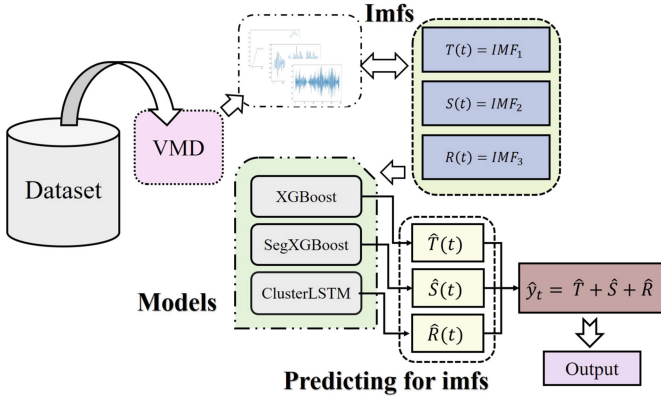 Imfs
T(t) = IMF₁
S(t) = IMF₂
R(t) = IMF₃
VMD
Dataset
XGBoost
SegXGBoost
ClusterLSTM
Models
T̂(t)
Ŝ(t)
R̂(t)
Predicting for imfs
ŷₜ = T̂ + Ŝ + R̂
Output